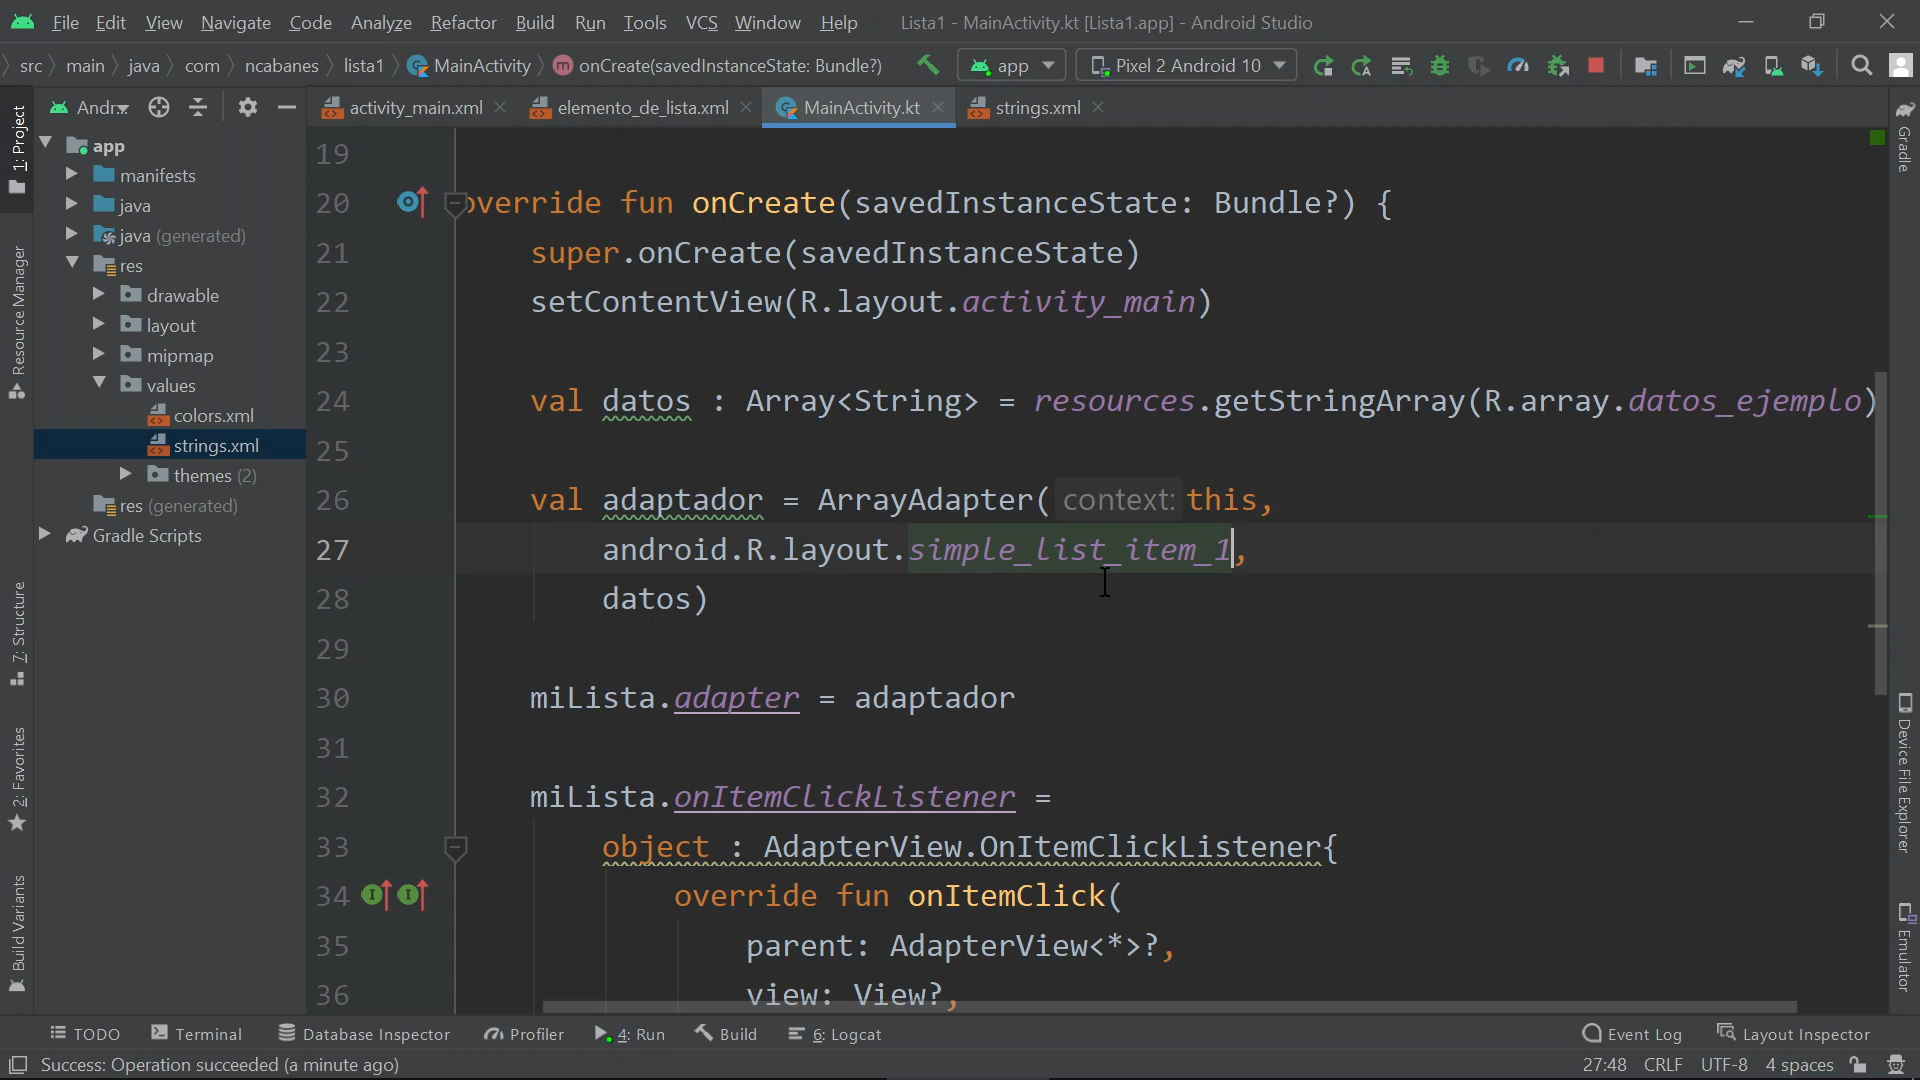 File Edit View Navigate Code Analyze Refactor Build Run Tools VCS Window Help Lista1 - MainActivity.kt [Lista1.app] - Android Studio
src main java com ncabanes lista1 MainActivity onCreate(savedInstanceState: Bundle?) app Pixel 2 Android 10
Andr.. activity_main.xml elemento_de_lista.xml MainActivity.kt strings.xml
1: Project
Resource Manager
7: Structure
2: Favorites
Build Variants
app
manifests
java
java (generated)
res
drawable
layout
mipmap
values
colors.xml
strings.xml
themes (2)
res (generated)
Gradle Scripts
19
20 override fun onCreate(savedInstanceState: Bundle?) {
21 super.onCreate(savedInstanceState)
22 setContentView(R.layout.activity_main)
23
24 val datos : Array<String> = resources.getStringArray(R.array.datos_ejemplo)
25
26 val adaptador = ArrayAdapter( context: this,
27 android.R.layout.simple_list_item_1,
28 datos)
29
30 miLista.adapter = adaptador
31
32 miLista.onItemClickListener =
33 object : AdapterView.OnItemClickListener{
34 override fun onItemClick(
35 parent: AdapterView<*>?,
36 view: View?,
Gradle
Device File Explorer
Emulator
TODO Terminal Database Inspector Profiler 4: Run Build 6: Logcat Event Log Layout Inspector
Success: Operation succeeded (a minute ago) 27:48 CRLF UTF-8 4 spaces